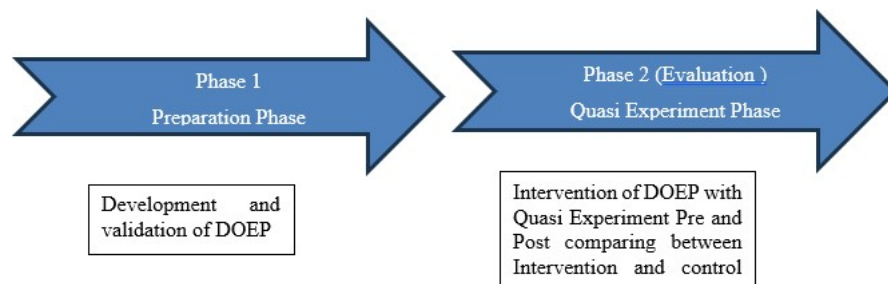 Phase 1
Preparation Phase
Phase 2 (Evaluation )
Quasi Experiment Phase
Development and
validation of DOEP
Intervention of DOEP with
Quasi Experiment Pre and
Post comparing between
Intervention and control